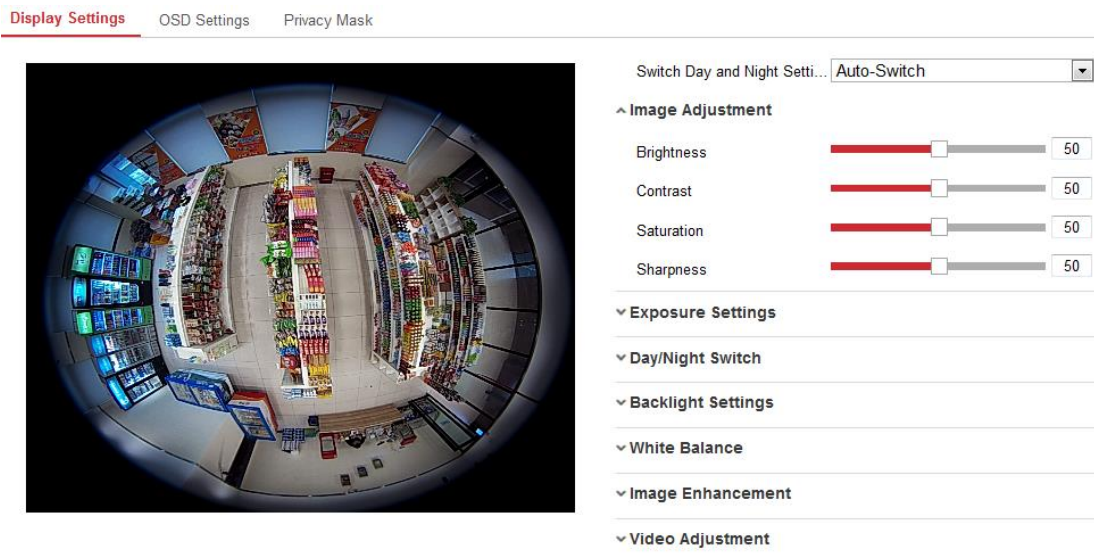 Display Settings OSD Settings Privacy Mask
Switch Day and Night Setti... Auto-Switch
Image Adjustment
Brightness 50
Contrast 50
Saturation 50
Sharpness 50
Exposure Settings
Day/Night Switch
Backlight Settings
White Balance
Image Enhancement
Video Adjustment